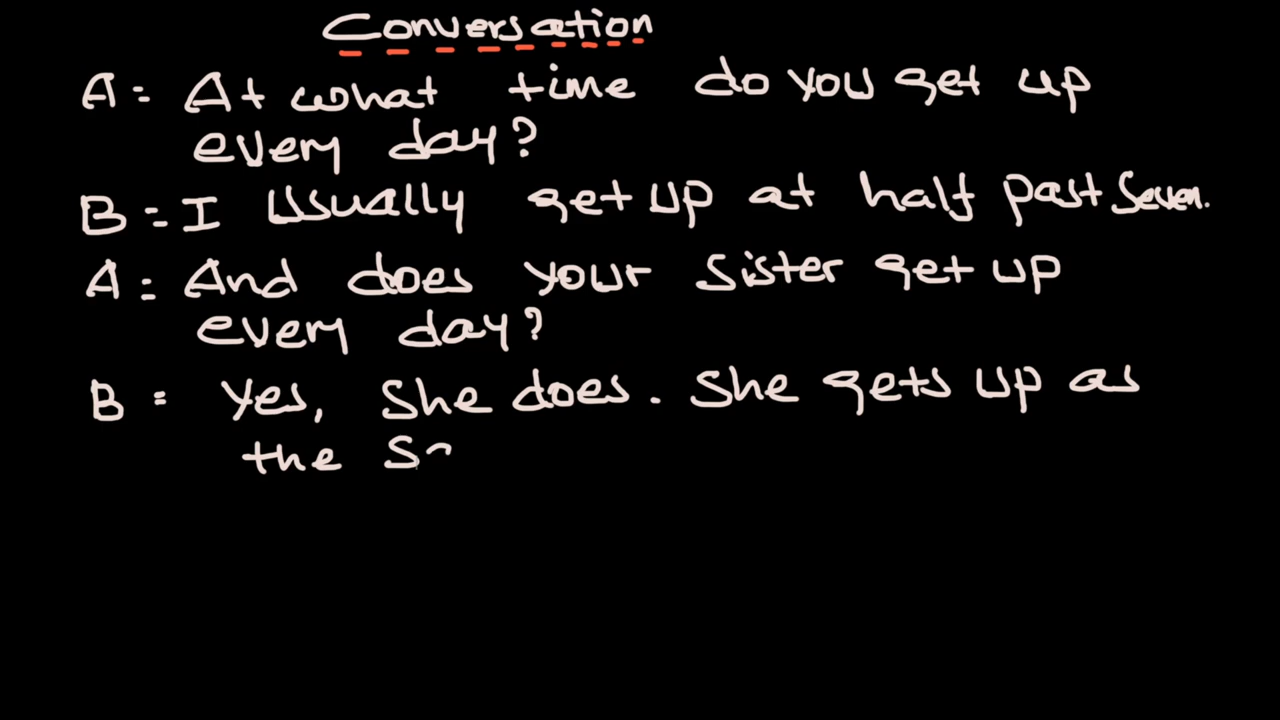 Conversation
A: At what time do you get up
every day?
B = I usually get up at half past seven.
A: And does your sister get up
every day?
B = Yes, she does. She gets up as
the